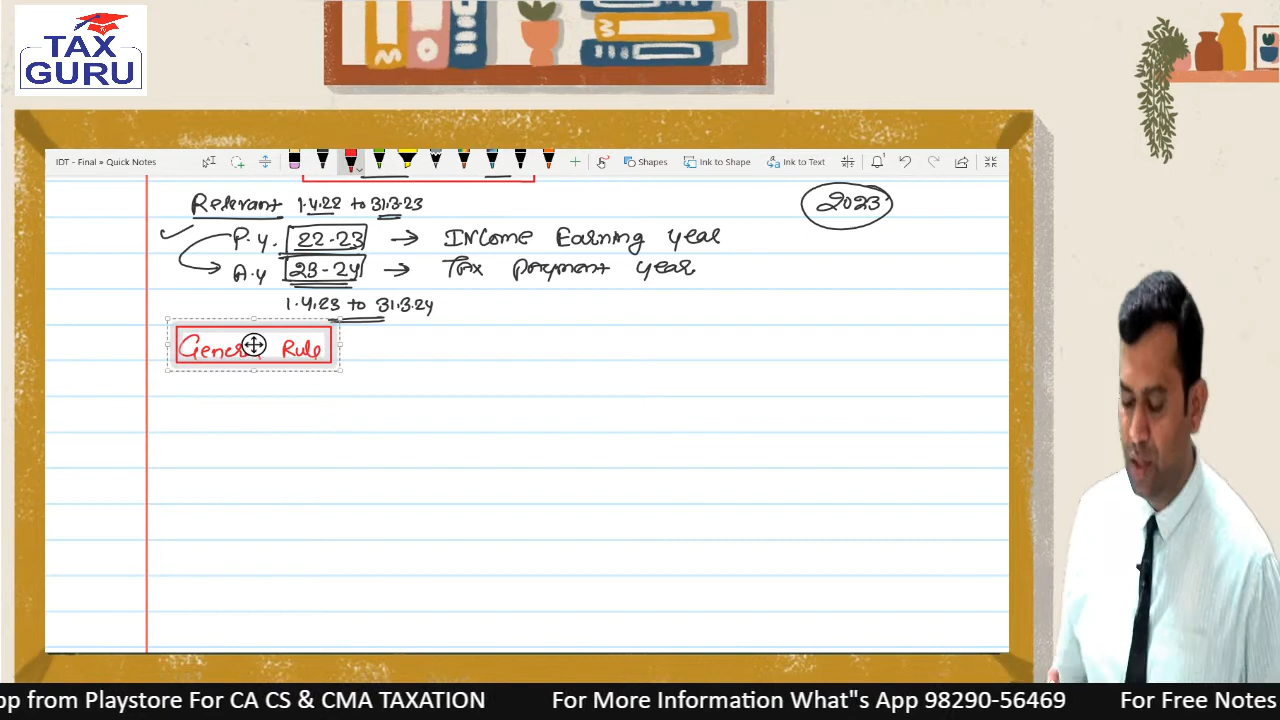 TAX
GURU
IDT - Final » Quick Notes
Shapes
Ink to Shape
Ink to Text
Relevant 1.4.22 to 31.3.23
2023
P.y. 22-23 → Income Earning year
A.y 23-24 → Tax payment year
1.4.23 to 31.3.24
Rule
pp from Playstore For CA CS & CMA TAXATION For More Information What"s App 98290-56469 For Free Notes